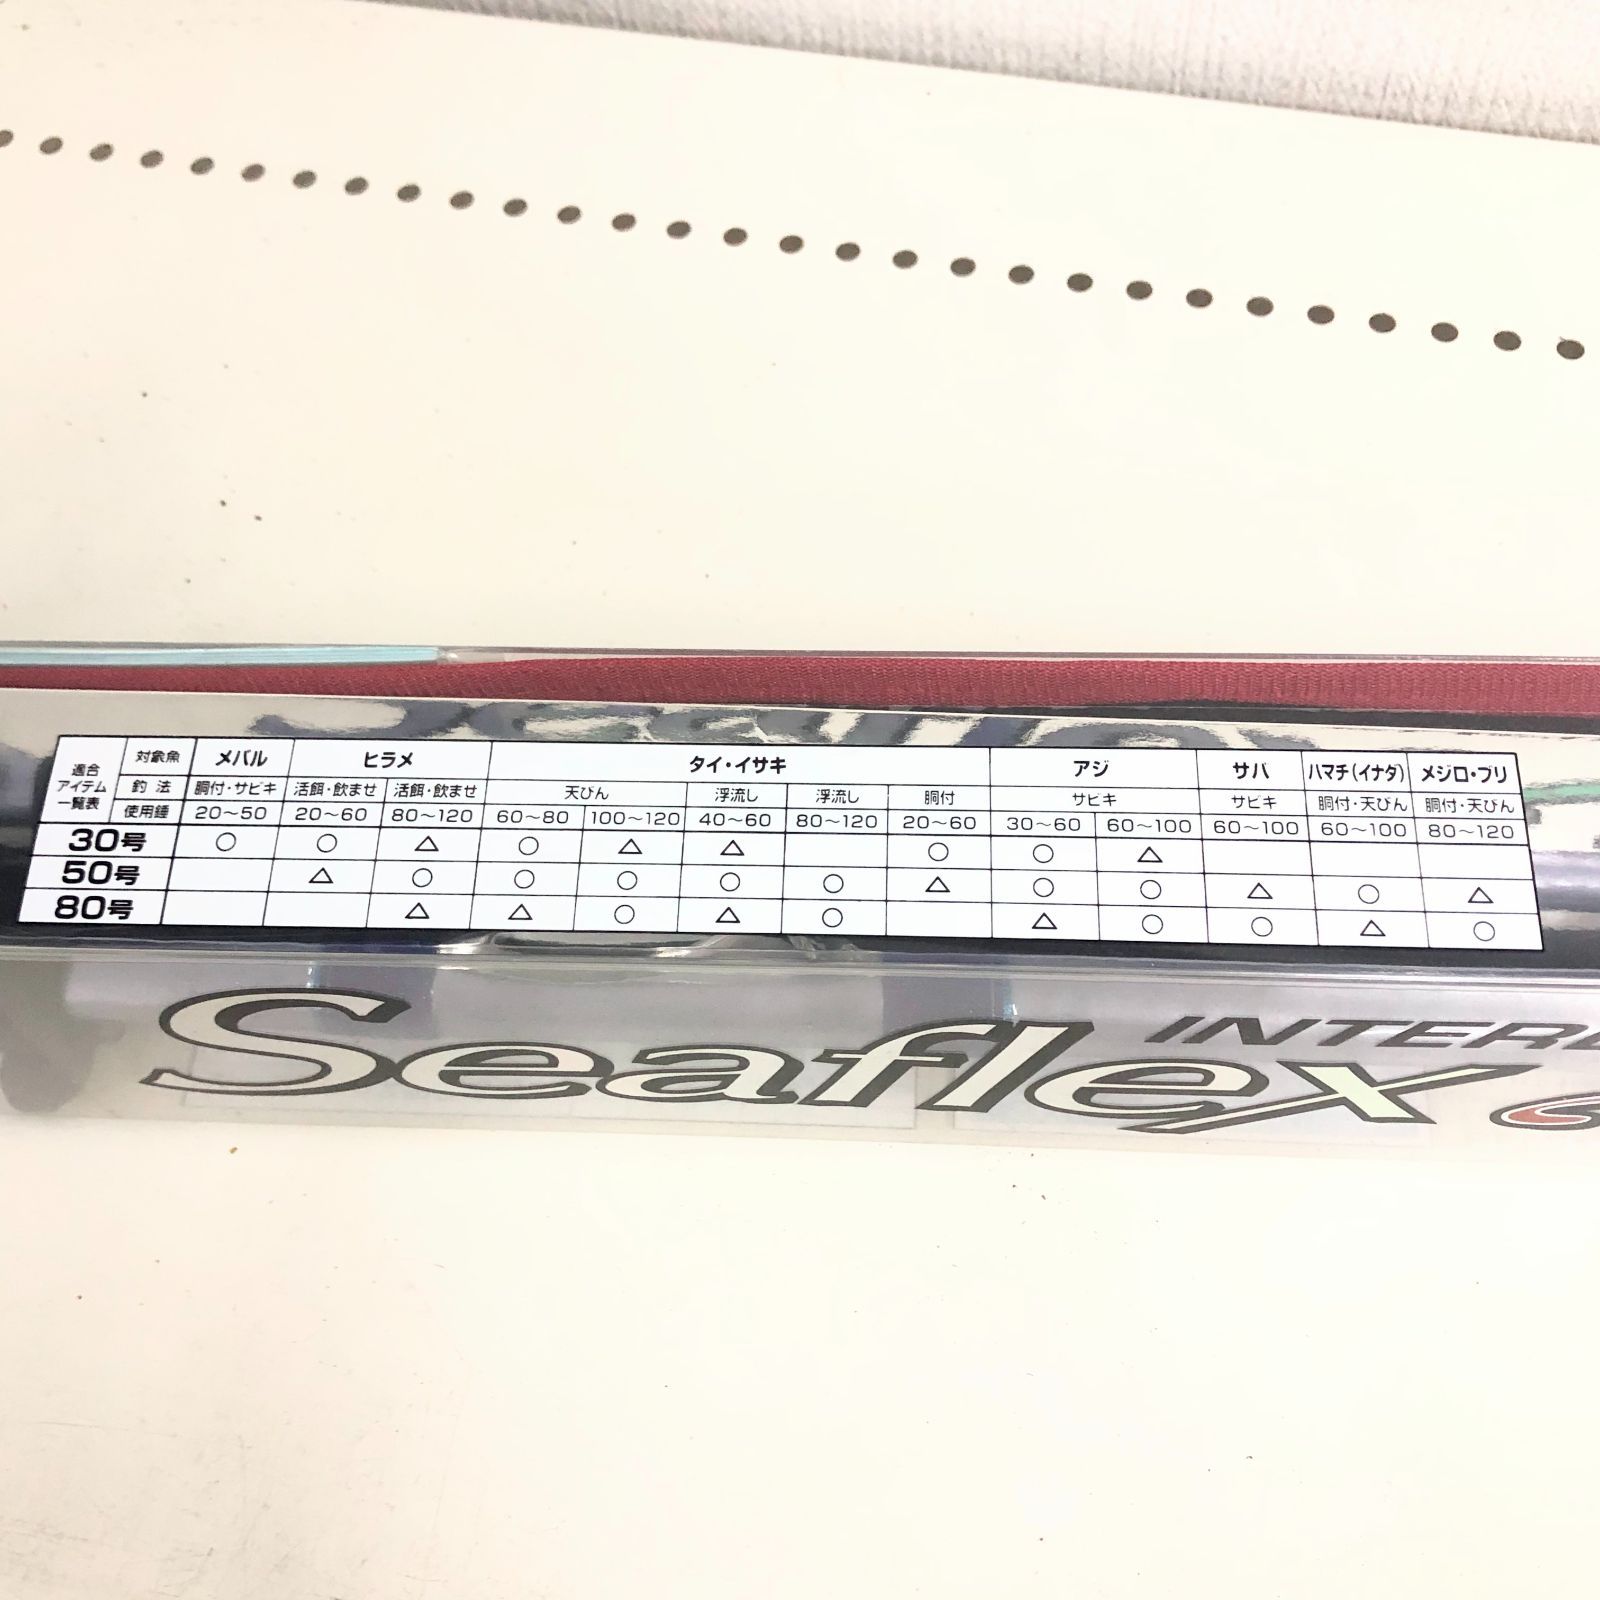 適合 アイテム 一覧表 対象魚 メバル ヒラメ タイ・イサキ アジ サバ ハマチ(イナダ) メジロ・ブリ
釣法 胴付・サビキ 活餌・飲ませ 活餌・飲ませ 天びん 浮流し 浮流し 胴付 サビキ サビキ 胴付・天びん 胴付・天びん
使用錘 20〜50 20〜60 80〜120 60〜80 100〜120 40〜60 80〜120 20〜60 30〜60 60〜100 60〜100 60〜100 80〜120
30号 ○ ○ △ ○ △ △ ○ ○ △
50号 △ ○ ○ ○ ○ ○ △ ○ ○ △ ○ △
80号 △ △ ○ △ ○ △ ○ ○ △ ○
INTERL
Seaflex